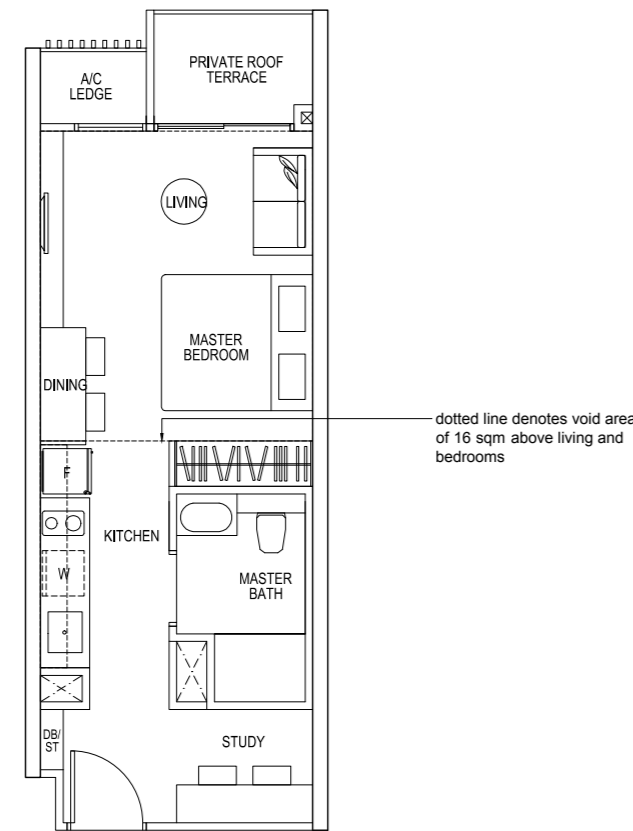 A/C
LEDGE
PRIVATE ROOF
TERRACE
LIVING
MASTER
BEDROOM
DINING
dotted line denotes void area
of 16 sqm above living and
bedrooms
F
KITCHEN
W
MASTER
BATH
DB/
ST
STUDY